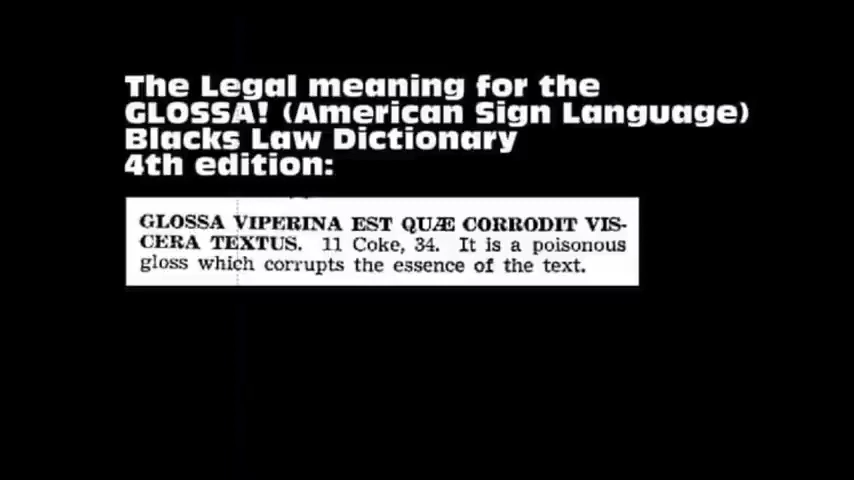 The Legal meaning for the
GLOSSA! (American Sign Language)
Blacks Law Dictionary
4th edition:
GLOSSA VIPERINA EST QUÆ CORRODIT VIS-
CERA TEXTUS. 11 Coke, 34. It is a poisonous
gloss which corrupts the essence of the text.